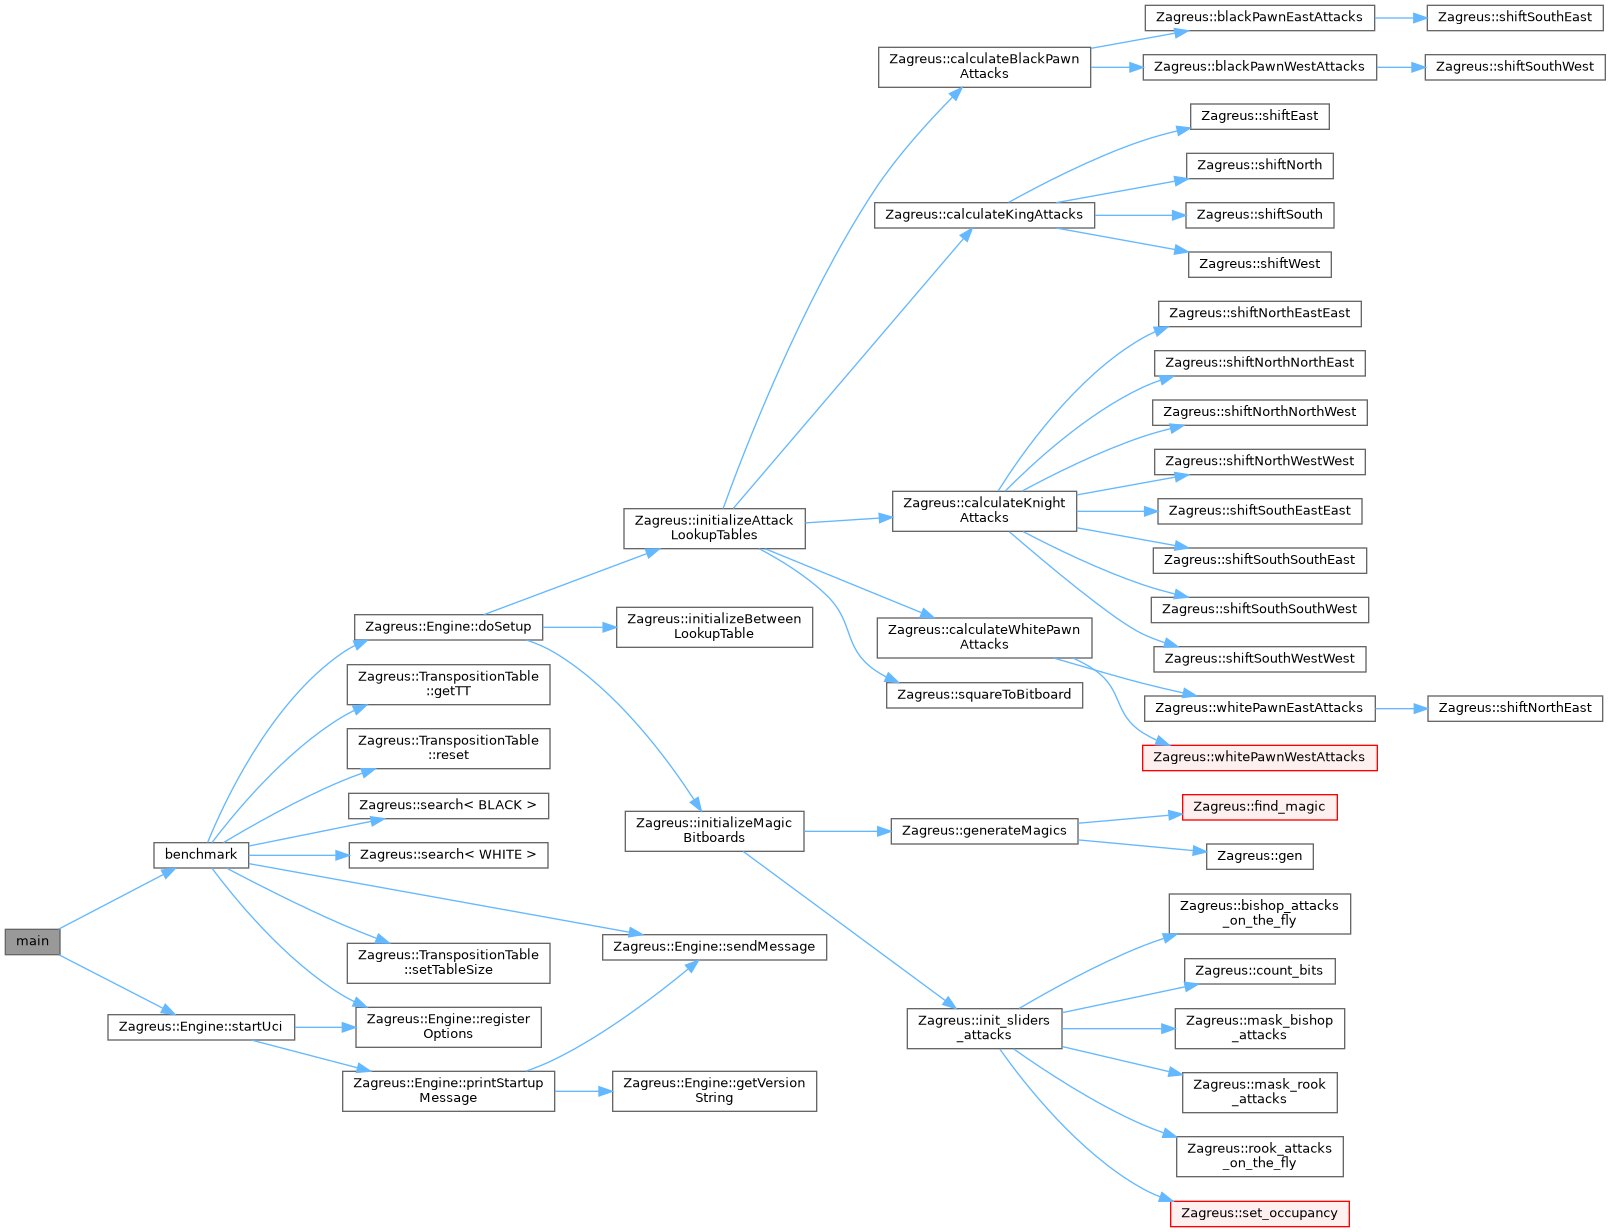 main
benchmark
Zagreus::Engine::startUci
Zagreus::Engine::doSetup
Zagreus::TranspositionTable
::getTT
Zagreus::TranspositionTable
::reset
Zagreus::search< BLACK >
Zagreus::search< WHITE >
Zagreus::TranspositionTable
::setTableSize
Zagreus::Engine::register
Options
Zagreus::Engine::printStartup
Message
Zagreus::initializeAttack
LookupTables
Zagreus::initializeBetween
LookupTable
Zagreus::initializeMagic
Bitboards
Zagreus::Engine::sendMessage
Zagreus::Engine::getVersion
String
Zagreus::calculateBlackPawn
Attacks
Zagreus::calculateKingAttacks
Zagreus::calculateKnight
Attacks
Zagreus::calculateWhitePawn
Attacks
Zagreus::squareToBitboard
Zagreus::generateMagics
Zagreus::init_sliders
_attacks
Zagreus::blackPawnEastAttacks
Zagreus::blackPawnWestAttacks
Zagreus::shiftEast
Zagreus::shiftNorth
Zagreus::shiftSouth
Zagreus::shiftWest
Zagreus::shiftNorthEastEast
Zagreus::shiftNorthNorthEast
Zagreus::shiftNorthNorthWest
Zagreus::shiftNorthWestWest
Zagreus::shiftSouthEastEast
Zagreus::shiftSouthSouthEast
Zagreus::shiftSouthSouthWest
Zagreus::shiftSouthWestWest
Zagreus::whitePawnEastAttacks
Zagreus::whitePawnWestAttacks
Zagreus::find_magic
Zagreus::gen
Zagreus::bishop_attacks
_on_the_fly
Zagreus::count_bits
Zagreus::mask_bishop
_attacks
Zagreus::mask_rook
_attacks
Zagreus::rook_attacks
_on_the_fly
Zagreus::set_occupancy
Zagreus::shiftSouthEast
Zagreus::shiftSouthWest
Zagreus::shiftNorthEast